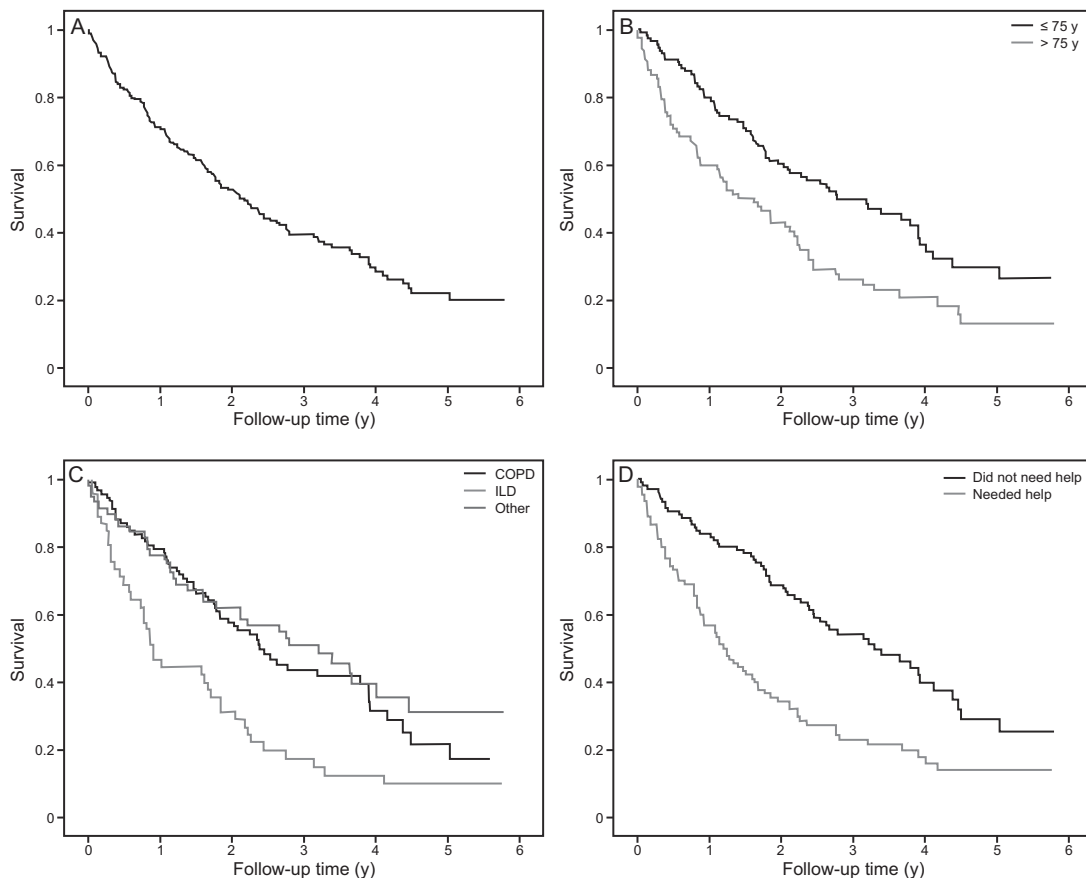 A
Survival
1
0.8
0.6
0.4
0.2
0
0 1 2 3 4 5 6
Follow-up time (y)
B
≤ 75 y
> 75 y
Survival
1
0.8
0.6
0.4
0.2
0
0 1 2 3 4 5 6
Follow-up time (y)
C
COPD
ILD
Other
Survival
1
0.8
0.6
0.4
0.2
0
0 1 2 3 4 5 6
Follow-up time (y)
D
Did not need help
Needed help
Survival
1
0.8
0.6
0.4
0.2
0
0 1 2 3 4 5 6
Follow-up time (y)